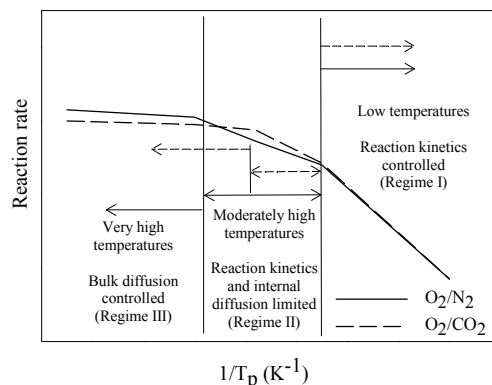 Reaction rate
Low temperatures
Reaction kinetics
controlled
(Regime I)
Very high
temperatures
Bulk diffusion
controlled
(Regime III)
Moderately high
temperatures
Reaction kinetics
and internal
diffusion limited
(Regime II)
O2/N2
O2/CO2
1/Tp (K-1)